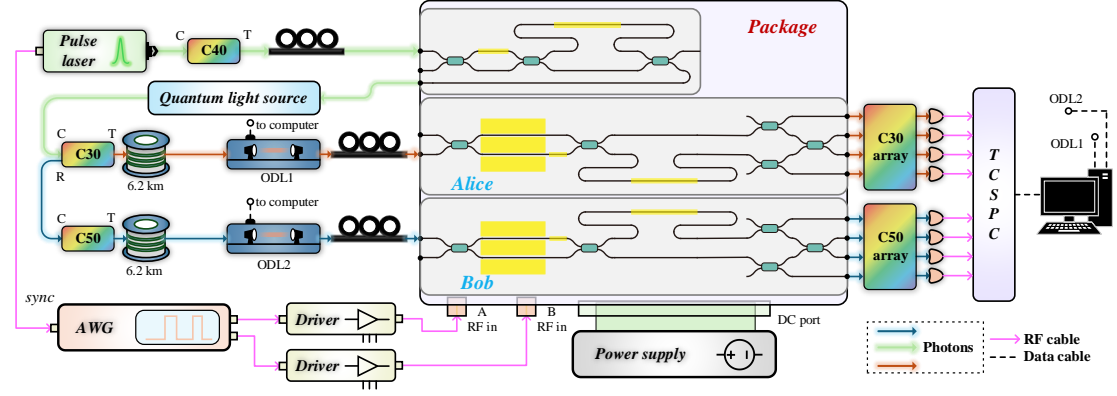 Pulse
laser
C
C40
T
Package
Quantum light source
C
T
C30
R
6.2 km
to computer
ODL1
Alice
C30
array
C
T
C50
6.2 km
to computer
ODL2
Bob
C50
array
T
C
S
P
C
ODL2
ODL1
sync
AWG
Driver
Driver
A
RF in
B
RF in
DC port
Power supply
Photons
RF cable
Data cable